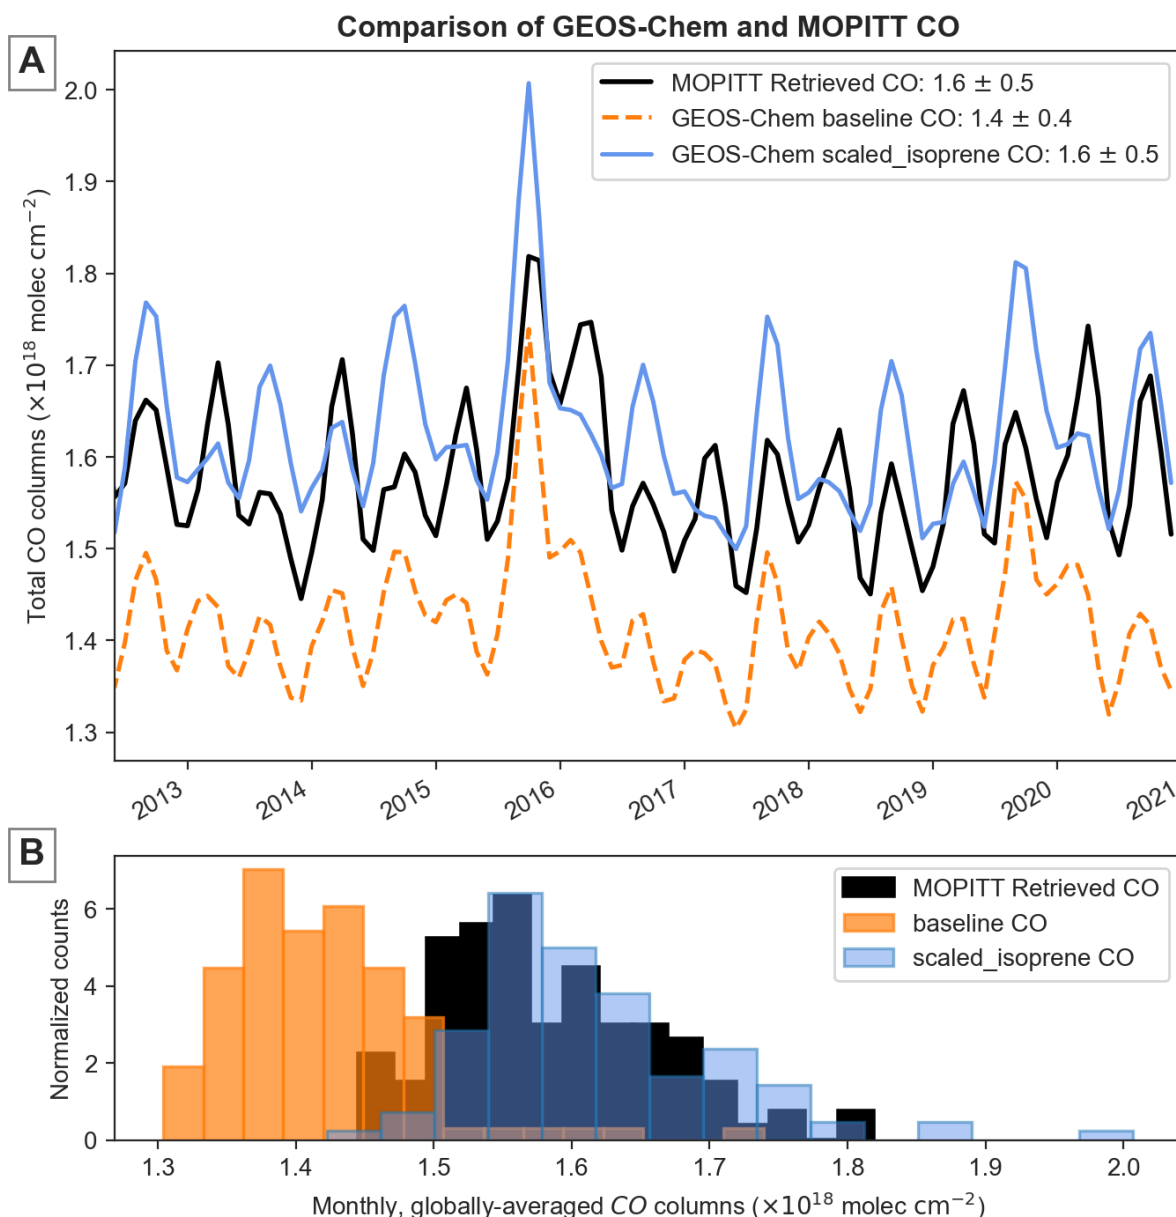 Comparison of GEOS-Chem and MOPITT CO
A
MOPITT Retrieved CO: 1.6 ± 0.5
GEOS-Chem baseline CO: 1.4 ± 0.4
GEOS-Chem scaled_isoprene CO: 1.6 ± 0.5
Total CO columns (×10¹⁸ molec cm⁻²)
2.0
1.9
1.8
1.7
1.6
1.5
1.4
1.3
2013 2014 2015 2016 2017 2018 2019 2020 2021
B
MOPITT Retrieved CO
baseline CO
scaled_isoprene CO
Normalized counts
6
4
2
0
1.3 1.4 1.5 1.6 1.7 1.8 1.9 2.0
Monthly, globally-averaged CO columns (×10¹⁸ molec cm⁻²)